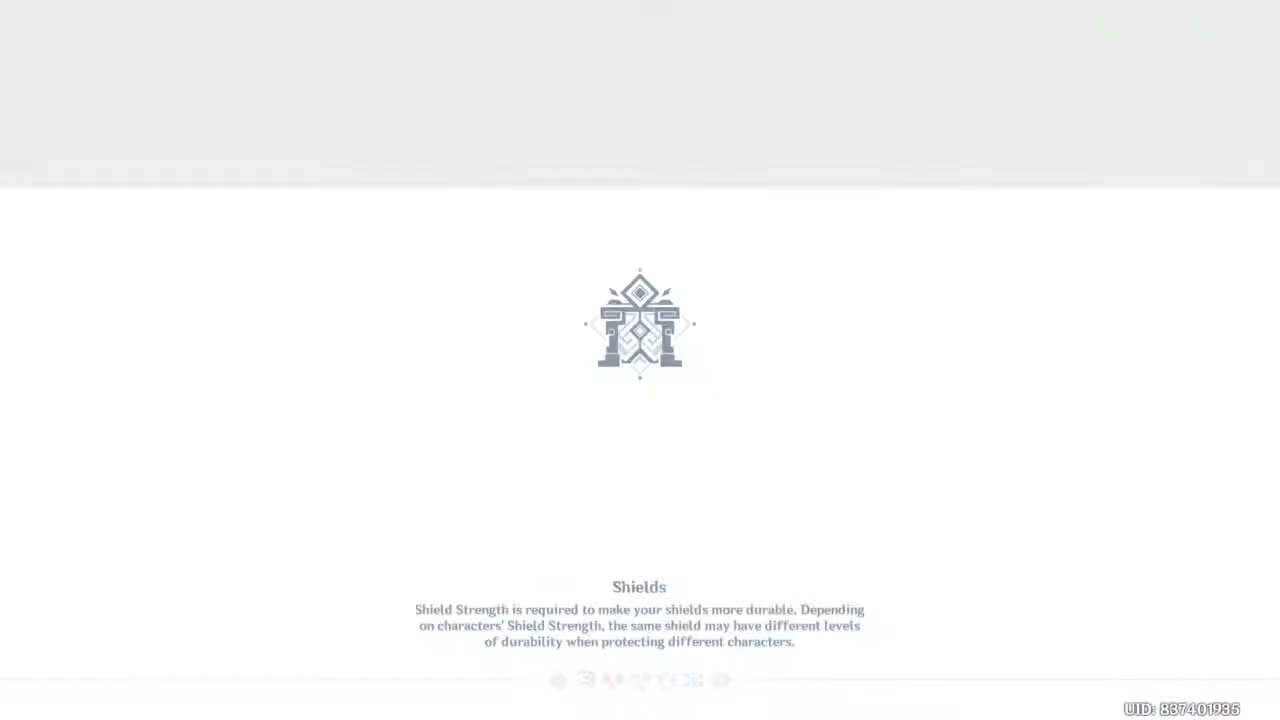 Shields
Shield Strength is required to make your shields more durable. Depending
on characters' Shield Strength, the same shield may have different levels
of durability when protecting different characters.
UID: 837401935